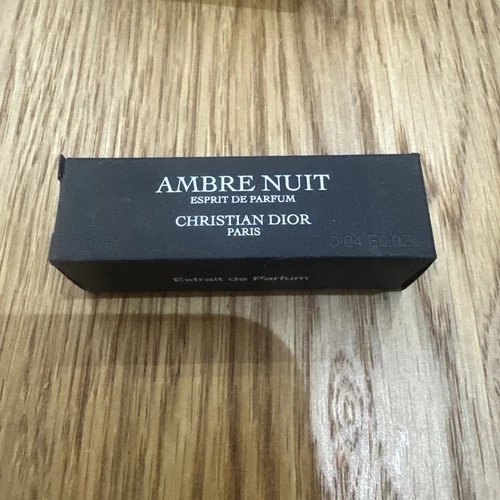 AMBRE NUIT
ESPRIT DE PARFUM
CHRISTIAN DIOR
PARIS
0.04 FL.OZ.
Extrait de Parfum